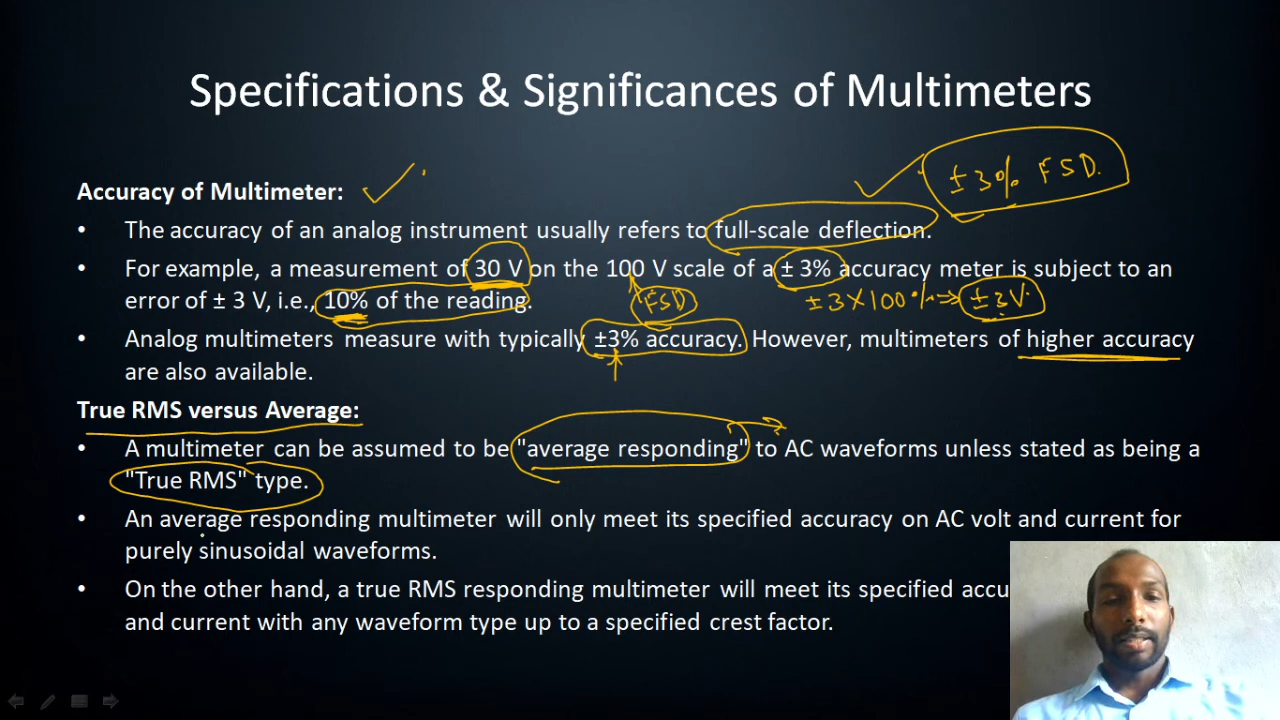 Specifications & Significances of Multimeters
±3% FSD.
Accuracy of Multimeter:
• The accuracy of an analog instrument usually refers to full-scale deflection.
• For example, a measurement of 30 V on the 100 V scale of a ± 3% accuracy meter is subject to an
error of ± 3 V, i.e., 10% of the reading.
FSD
±3X100%⇒ ±3V.
• Analog multimeters measure with typically ±3% accuracy. However, multimeters of higher accuracy
are also available.
True RMS versus Average:
• A multimeter can be assumed to be "average responding" to AC waveforms unless stated as being a
"True RMS" type.
• An average responding multimeter will only meet its specified accuracy on AC volt and current for
purely sinusoidal waveforms.
• On the other hand, a true RMS responding multimeter will meet its specified accu
and current with any waveform type up to a specified crest factor.